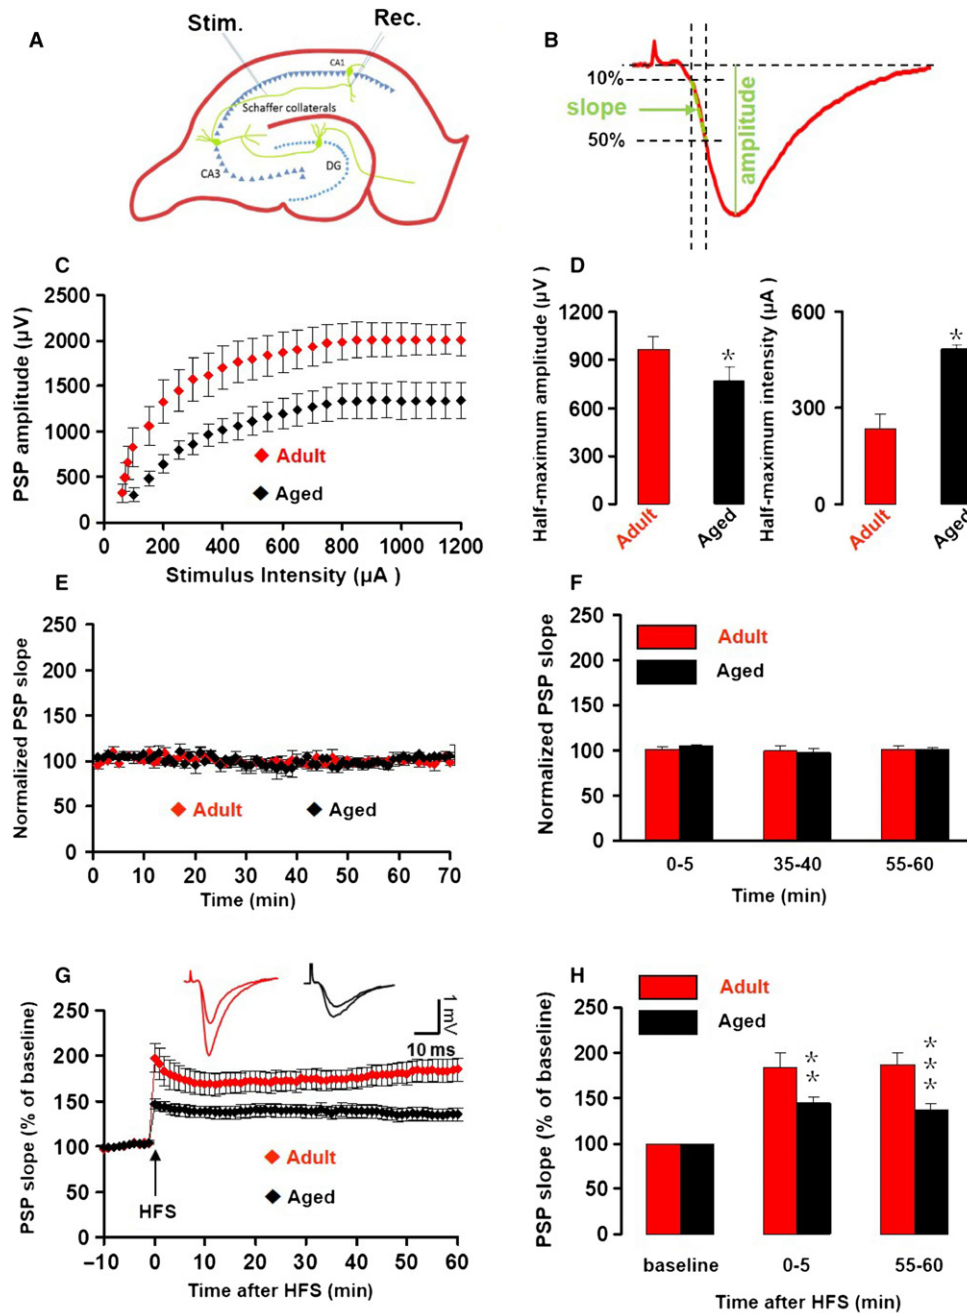 A
Stim.
Rec.
CA1
Schaffer collaterals
CA3
DG
B
10%
slope
50%
amplitude
C
PSP amplitude (µV)
2500
2000
1500
1000
500
0
0 200 400 600 800 1000 1200
Stimulus Intensity (µA )
Adult
Aged
D
Half-maximum amplitude (µV )
1200
900
600
300
0
*
Adult
Aged
Half-maximum intensity (µA )
600
300
0
*
Adult
Aged
E
Normalized PSP slope
250
200
150
100
50
0
0 10 20 30 40 50 60 70
Time (min)
Adult
Aged
F
Normalized PSP slope
250
200
150
100
50
0
Adult
Aged
0-5 35-40 55-60
Time (min)
G
PSP slope (% of baseline)
250
200
150
100
50
0
1 mV
10 ms
Adult
Aged
HFS
−10 0 10 20 30 40 50 60
Time after HFS (min)
H
PSP slope (% of baseline)
250
200
150
100
50
0
Adult
Aged
**
***
baseline 0-5 55-60
Time after HFS (min)